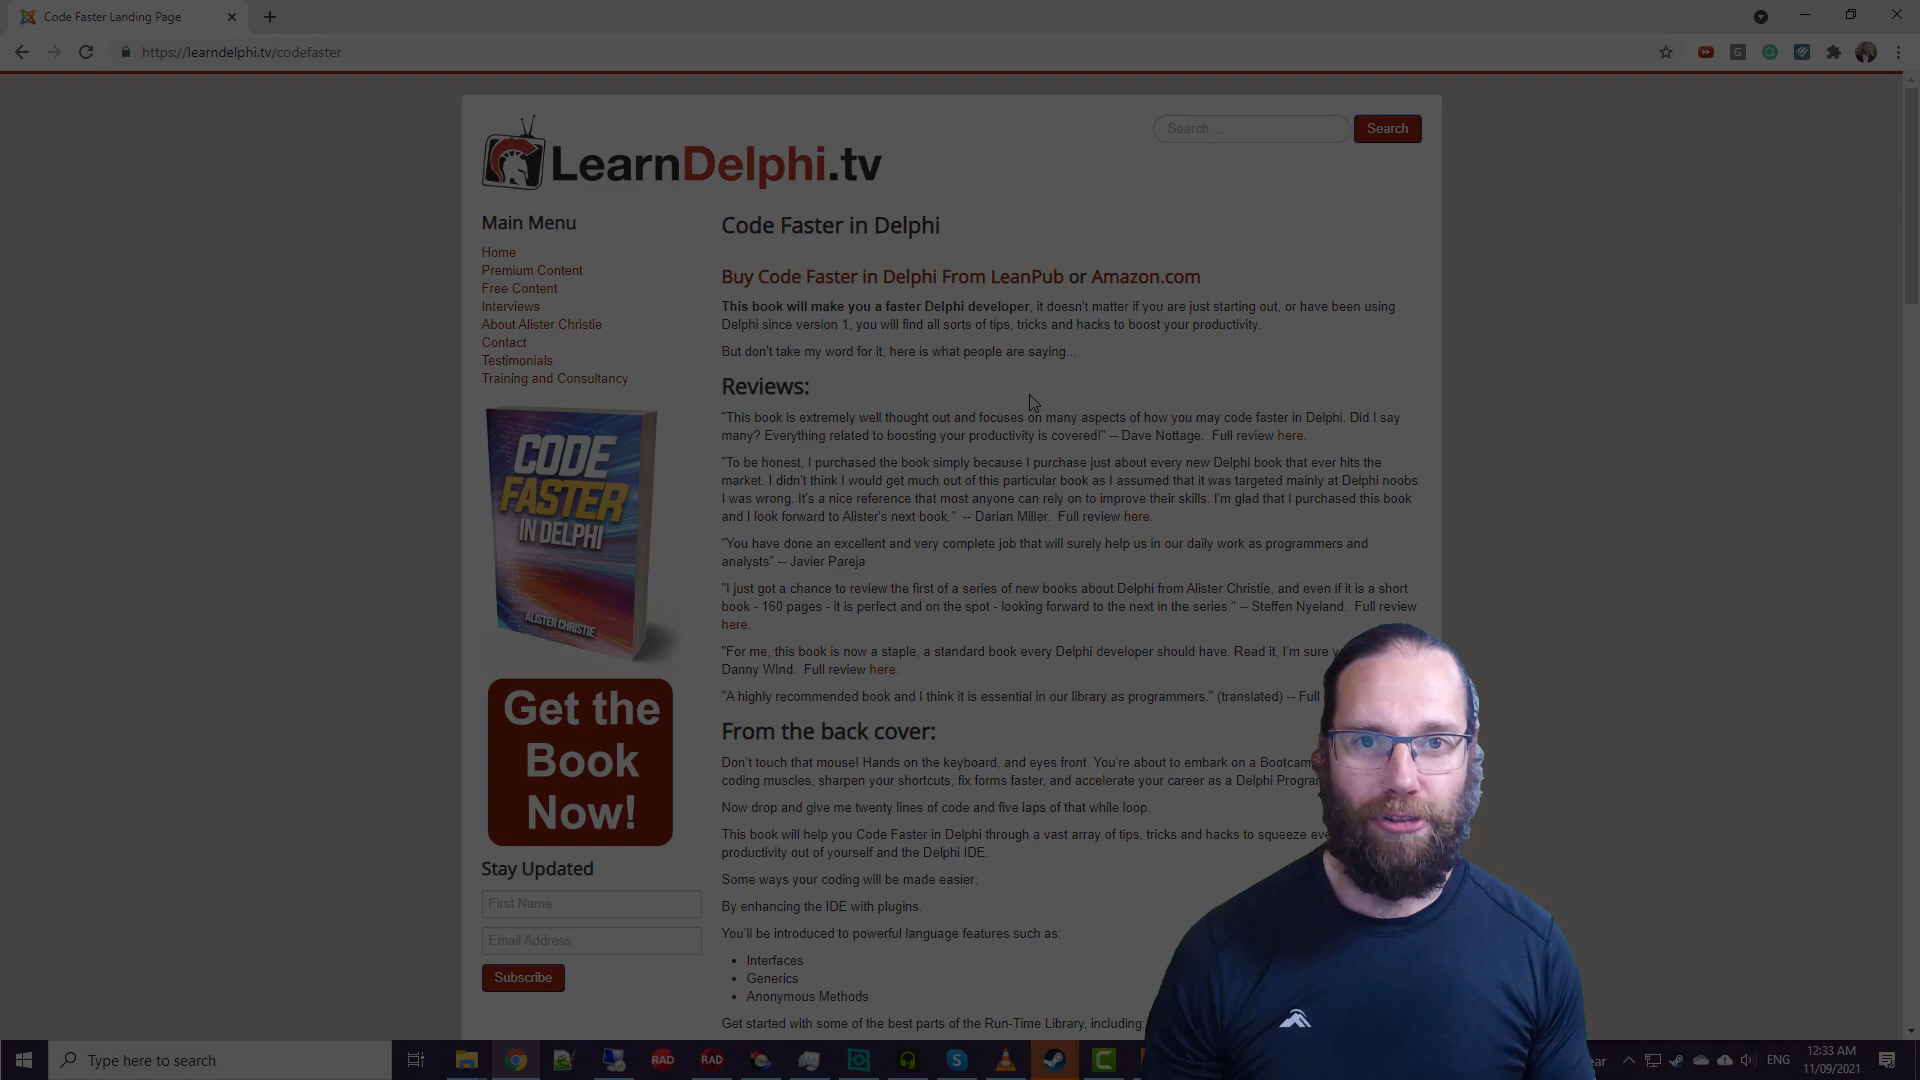 Code Faster Landing Page
https://learndelphi.tv/codefaster
LearnDelphi.tv
Search ...
Search
Main Menu
Home
Premium Content
Free Content
Interviews
About Alister Christie
Contact
Testimonials
Training and Consultancy
CODE
FASTER
IN DELPHI
ALISTER CHRISTIE
Get the
Book
Now!
Stay Updated
First Name
Email Address
Subscribe
Code Faster in Delphi
Buy Code Faster in Delphi From LeanPub or Amazon.com
This book will make you a faster Delphi developer, it doesn't matter if you are just starting out, or have been using
Delphi since version 1, you will find all sorts of tips, tricks and hacks to boost your productivity.
But don't take my word for it, here is what people are saying...
Reviews:
"This book is extremely well thought out and focuses on many aspects of how you may code faster in Delphi. Did I say
many? Everything related to boosting your productivity is covered!" -- Dave Nottage.  Full review here.
"To be honest, I purchased the book simply because I purchase just about every new Delphi book that ever hits the
market. I didn't think I would get much out of this particular book as I assumed that it was targeted mainly at Delphi noobs.
I was wrong. It's a nice reference that most anyone can rely on to improve their skills. I'm glad that I purchased this book
and I look forward to Alister's next book."  -- Darian Miller.  Full review here.
"You have done an excellent and very complete job that will surely help us in our daily work as programmers and
analysts" -- Javier Pareja
"I just got a chance to review the first of a series of new books about Delphi from Alister Christie, and even if it is a short
book - 160 pages - it is perfect and on the spot - looking forward to the next in the series." -- Steffen Nyeland.  Full review
here.
"For me, this book is now a staple, a standard book every Delphi developer should have. Read it, I'm sure
Danny WInd.  Full review here.
"A highly recommended book and I think it is essential in our library as programmers." (translated) -- Full
From the back cover:
Don't touch that mouse! Hands on the keyboard, and eyes front. You're about to embark on a Bootcam
coding muscles, sharpen your shortcuts, fix forms faster, and accelerate your career as a Delphi Progra
Now drop and give me twenty lines of code and five laps of that while loop.
This book will help you Code Faster in Delphi through a vast array of tips, tricks and hacks to squeeze
productivity out of yourself and the Delphi IDE.
Some ways your coding will be made easier:
By enhancing the IDE with plugins.
You'll be introduced to powerful language features such as:
• Interfaces
• Generics
• Anonymous Methods
Get started with some of the best parts of the Run-Time Library, including:
Type here to search
RAD
RAD
ear
ENG
12:33 AM
11/09/2021